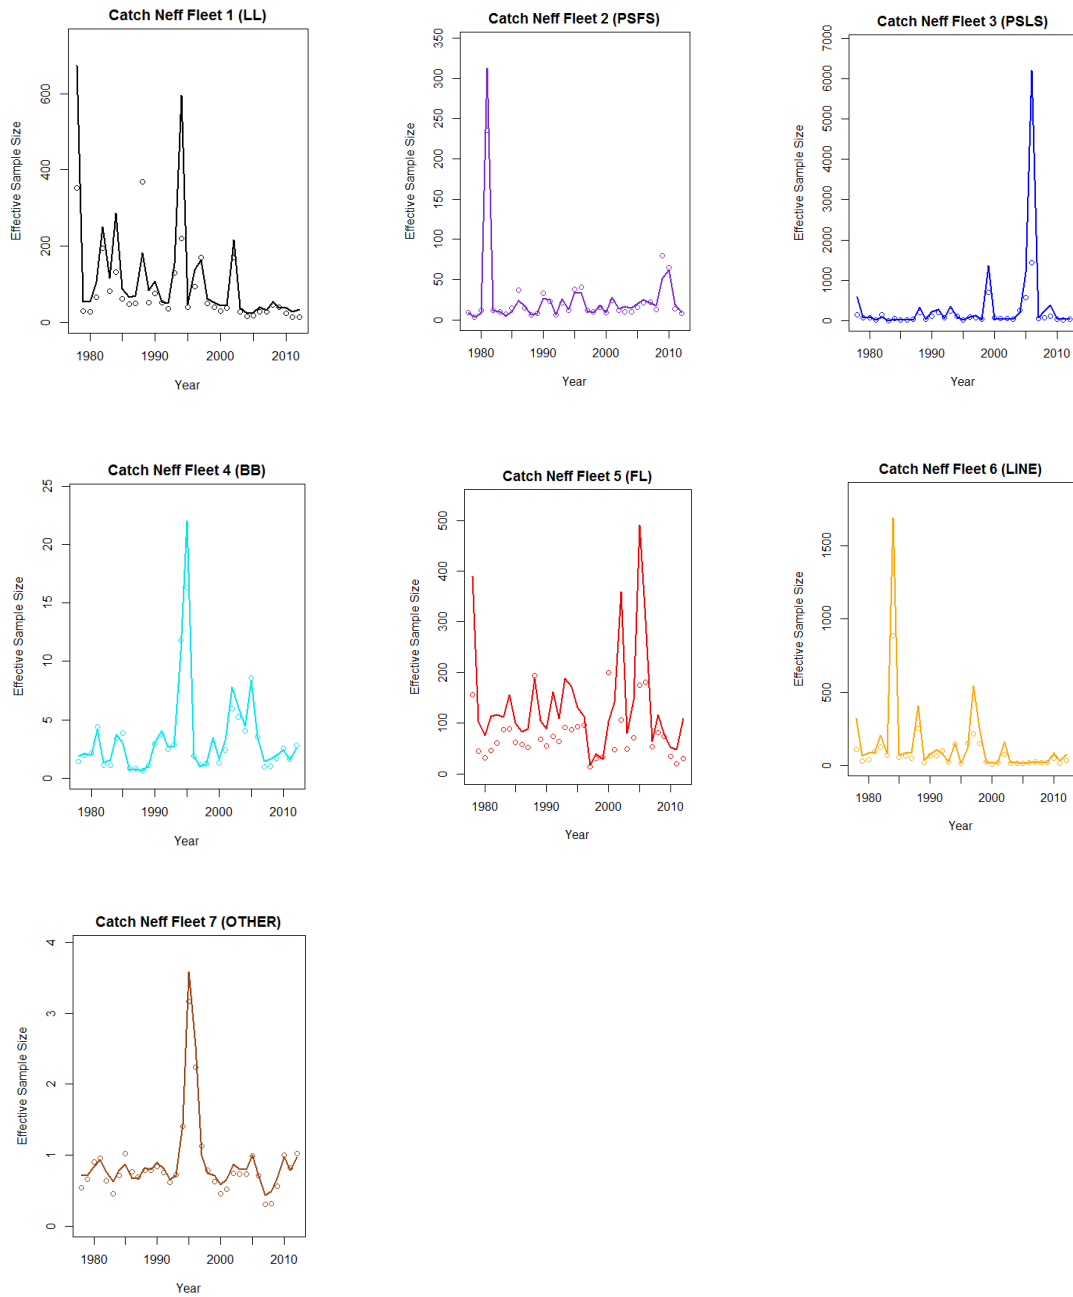 Catch Neff Fleet 1 (LL)
Effective Sample Size
0 200 400 600
1980 1990 2000 2010
Year
Catch Neff Fleet 2 (PSFS)
Effective Sample Size
0 50 100 150 200 250 300 350
1980 1990 2000 2010
Year
Catch Neff Fleet 3 (PSLS)
Effective Sample Size
0 1000 2000 3000 4000 5000 6000 7000
1980 1990 2000 2010
Year
Catch Neff Fleet 4 (BB)
Effective Sample Size
0 5 10 15 20 25
1980 1990 2000 2010
Year
Catch Neff Fleet 5 (FL)
Effective Sample Size
0 100 200 300 400 500
1980 1990 2000 2010
Year
Catch Neff Fleet 6 (LINE)
Effective Sample Size
0 500 1000 1500
1980 1990 2000 2010
Year
Catch Neff Fleet 7 (OTHER)
Effective Sample Size
0 1 2 3 4
1980 1990 2000 2010
Year